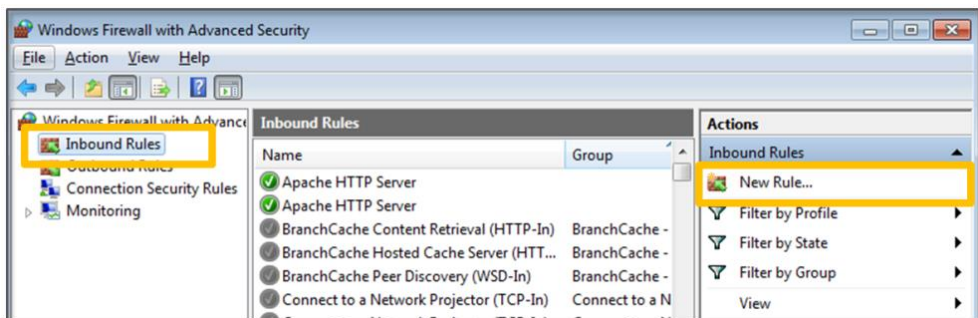 Windows Firewall with Advanced Security
File Action View Help
Windows Firewall with Advance
Inbound Rules
Outbound Rules
Connection Security Rules
Monitoring
Inbound Rules
Name Group
Apache HTTP Server
Apache HTTP Server
BranchCache Content Retrieval (HTTP-In) BranchCache -
BranchCache Hosted Cache Server (HTT... BranchCache -
BranchCache Peer Discovery (WSD-In) BranchCache -
Connect to a Network Projector (TCP-In) Connect to a N
Actions
Inbound Rules
New Rule...
Filter by Profile
Filter by State
Filter by Group
View